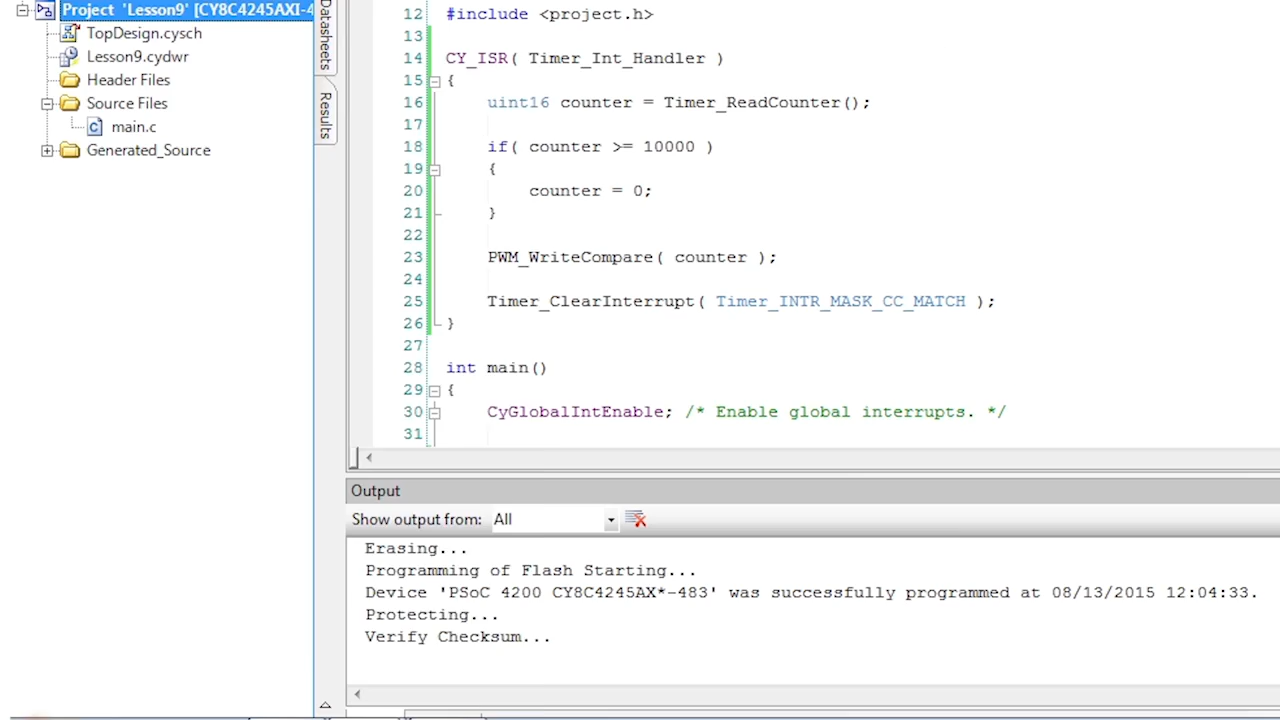 Project 'Lesson9' [CY8C4245AXI-4
TopDesign.cysch
Lesson9.cydwr
Header Files
Source Files
main.c
Generated_Source
Datasheets
Results
12 #include <project.h>
13
14 CY_ISR( Timer_Int_Handler )
15 {
16 uint16 counter = Timer_ReadCounter();
17
18 if( counter >= 10000 )
19 {
20 counter = 0;
21 }
22
23 PWM_WriteCompare( counter );
24
25 Timer_ClearInterrupt( Timer_INTR_MASK_CC_MATCH );
26 }
27
28 int main()
29 {
30 CyGlobalIntEnable; /* Enable global interrupts. */
31
Output
Show output from: All
Erasing...
Programming of Flash Starting...
Device 'PSoC 4200 CY8C4245AX*-483' was successfully programmed at 08/13/2015 12:04:33.
Protecting...
Verify Checksum...